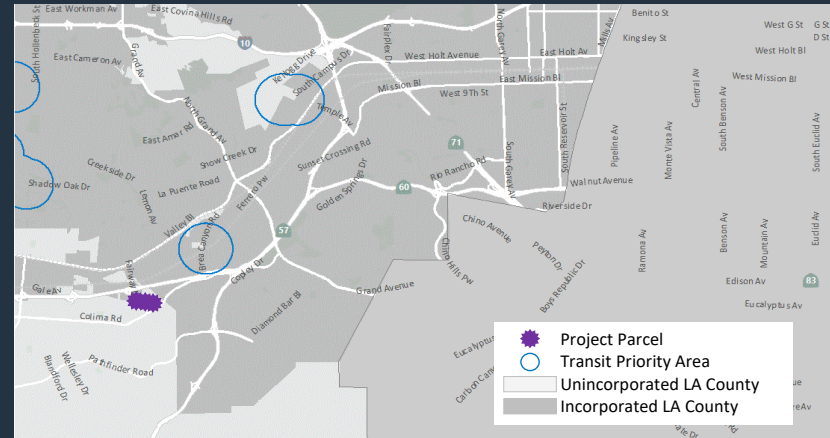 East Workman Av
East Covina Hills Rd
South Hollenbeck St
East Cameron Av
Grand Av
10
Kellogg Drive
South Campus Dr
Fairplex Dr
North Garey Av
Mills Av
Benito St
Kingsley St
West G St
G St
D St
West Holt Bl
West Holt Avenue
East Holt Av
East Mission Bl
Mission Bl
West 9Th St
West Mission Bl
Central Av
South Benson Av
South Euclid Av
North Grand Av
East Amar Rd
Temple Av
Snow Creek Dr
Sunset Crossing Rd
71
South Garey Av
South Reservoir St
Pipeline Av
Monte Vista Av
Creekside Dr
Shadow Oak Dr
La Puente Road
Lemon Av
Ferrero Pw
Golden Springs Dr
60
Rio Rancho Rd
Walnut Avenue
Riverside Dr
Valley Bl
Brea Canyon Rd
57
Chino Avenue
Peyton Dr
Chino Hills Pw
Boys Republic Dr
Ramona Av
Benson Av
Mountain Av
Euclid Av
Fairway
Copley Dr
Gale Av
Grand Avenue
Edison Av
83
Eucalyptus Av
Colima Rd
Diamond Bar Bl
Pathfinder Road
Wellesley Dr
Blandford Dr
Eucalyptus
Project Parcel
Transit Priority Area
Unincorporated LA County
Incorporated LA County